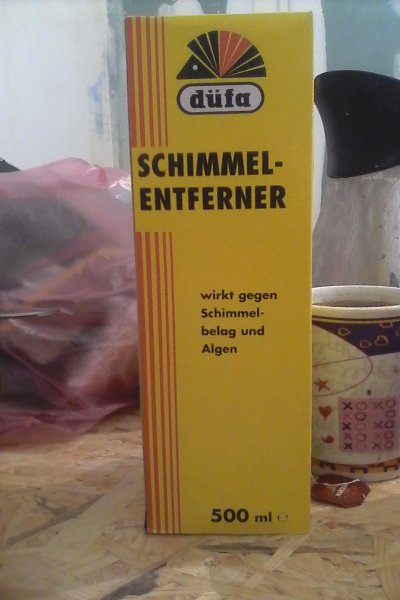 düfa
SCHIMMEL-
ENTFERNER
wirkt gegen
Schimmel-
belag und
Algen
500 ml ℮